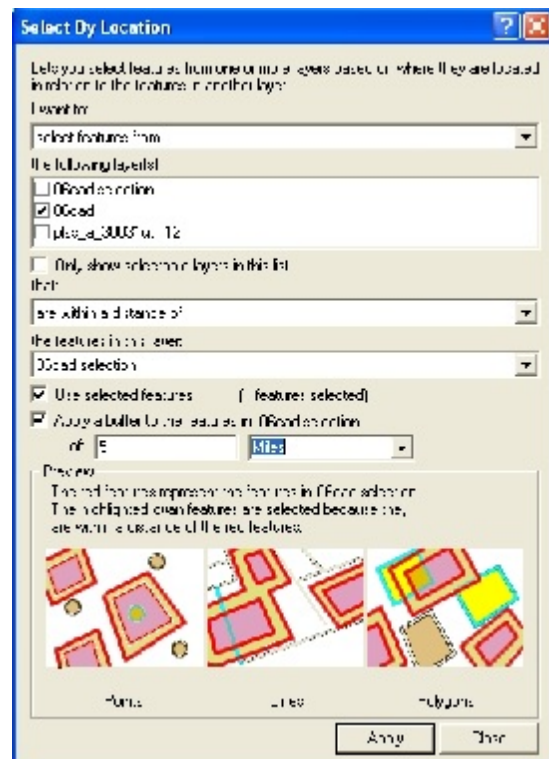 Select By Location
Lets you select features from one or more layers based on where they are located
in relation to the features in another layer.
I want to:
select features from
the following layer(s):
selection
Only show selectable layers in this list
that:
are within a distance of
the features in this layer:
selection
Use selected features features selected)
Apply a buffer to the features in selection
of: 5 Miles
Preview
The red features represent the features in selection.
The highlighted cyan features are selected because they
are within a distance of the red features.
Points Lines Polygons
Apply Close